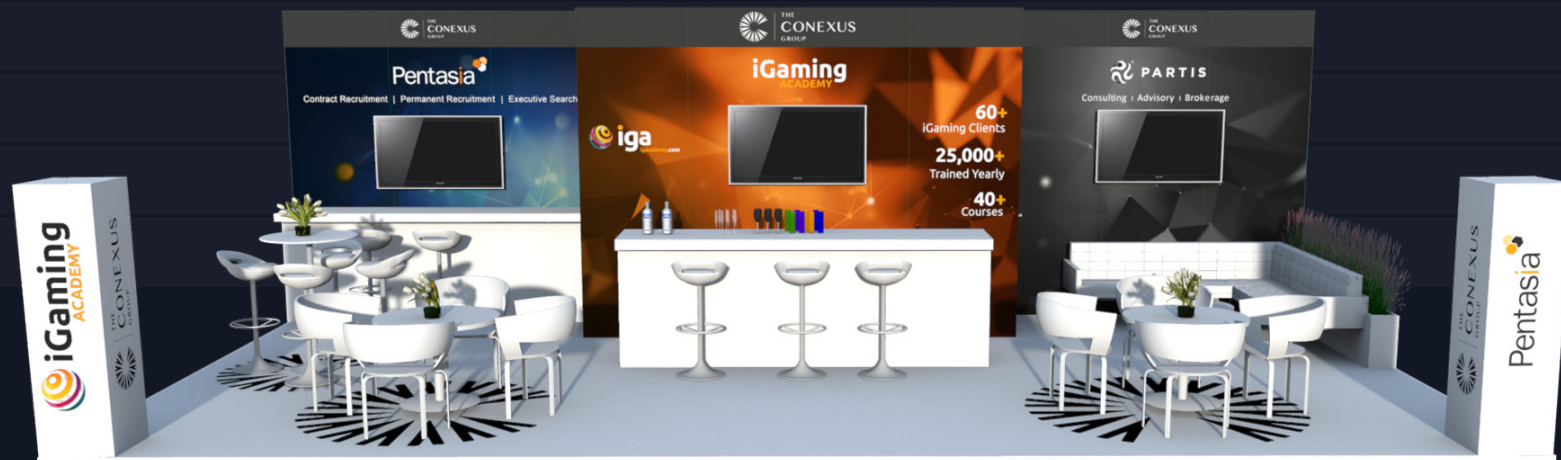 THE
CONEXUS
GROUP
Pentasia
Contract Recruitment | Permanent Recruitment | Executive Search
THE
CONEXUS
GROUP
iGaming
ACADEMY
iga
60+
iGaming Clients
25,000+
Trained Yearly
40+
Courses
THE
CONEXUS
GROUP
PARTIS
Consulting | Advisory | Brokerage
iGaming
ACADEMY
THE
CONEXUS
GROUP
THE
CONEXUS
GROUP
Pentasia